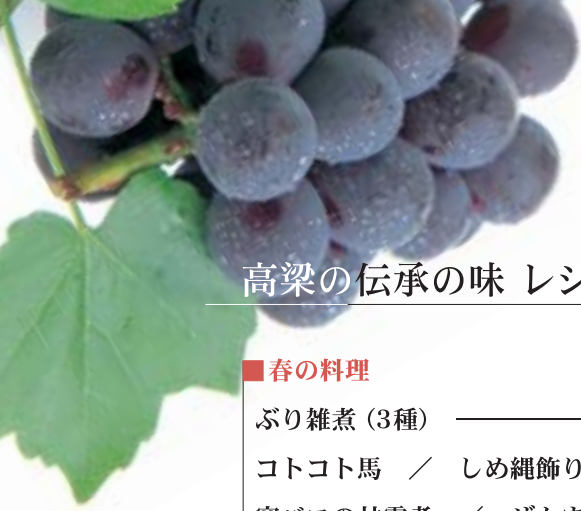 高梁の伝承の味 レシ
■春の料理
ぶり雑煮（3種）
コトコト馬　／　しめ縄飾り